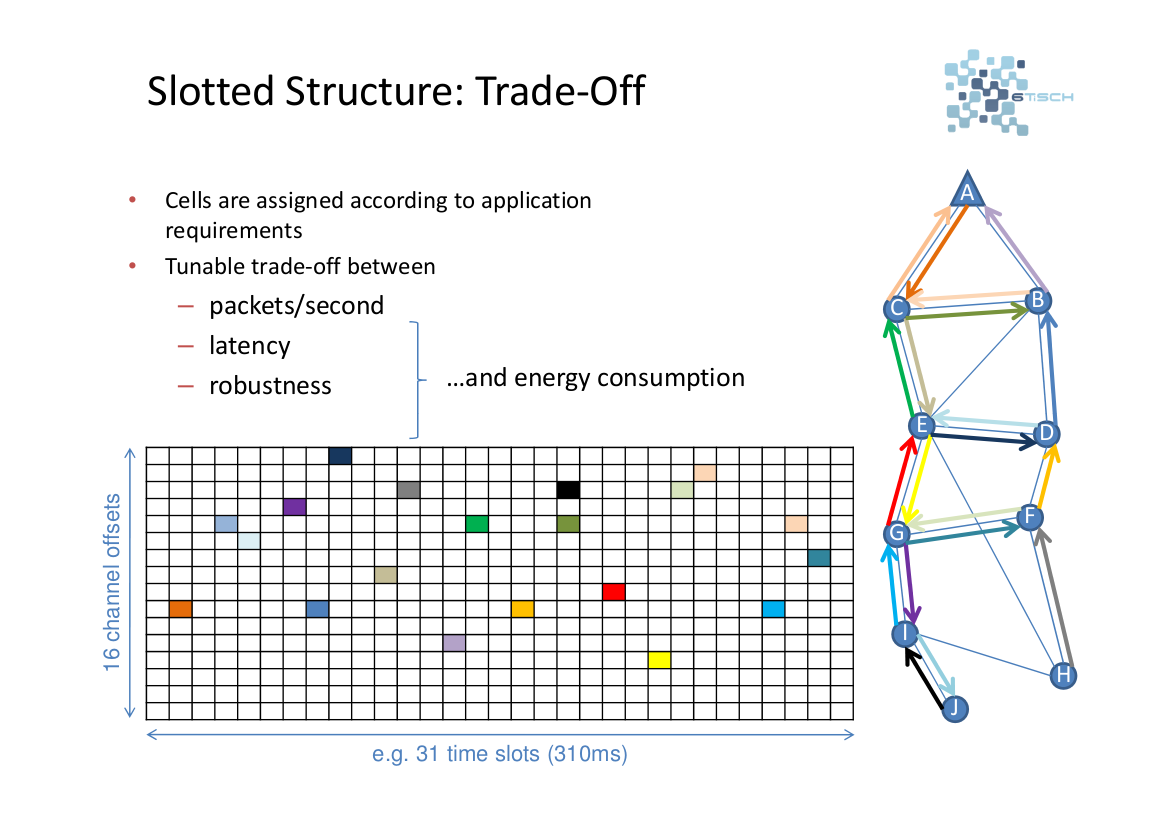 Slotted Structure: Trade-Off
6TiSCH
• Cells are assigned according to application
requirements
• Tunable trade-off between
– packets/second
– latency
– robustness
…and energy consumption
16 channel offsets
e.g. 31 time slots (310ms)
A
C
B
E
D
G
F
I
H
J